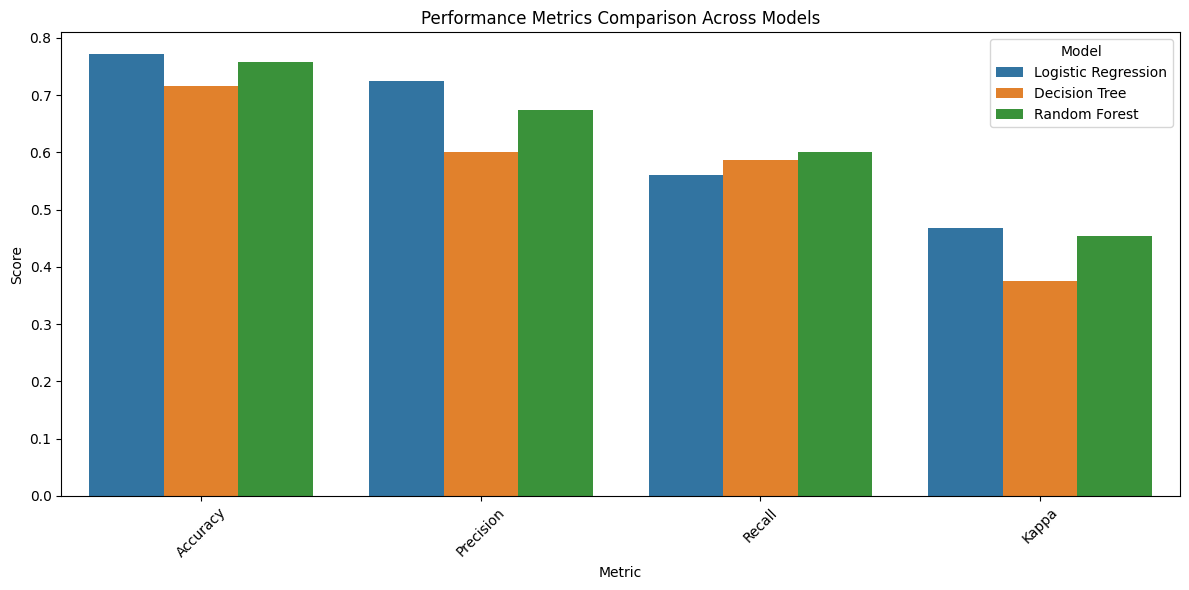 Performance Metrics Comparison Across Models
Model
Logistic Regression
Decision Tree
Random Forest
Score
0.8
0.7
0.6
0.5
0.4
0.3
0.2
0.1
0.0
Accuracy
Precision
Recall
Kappa
Metric